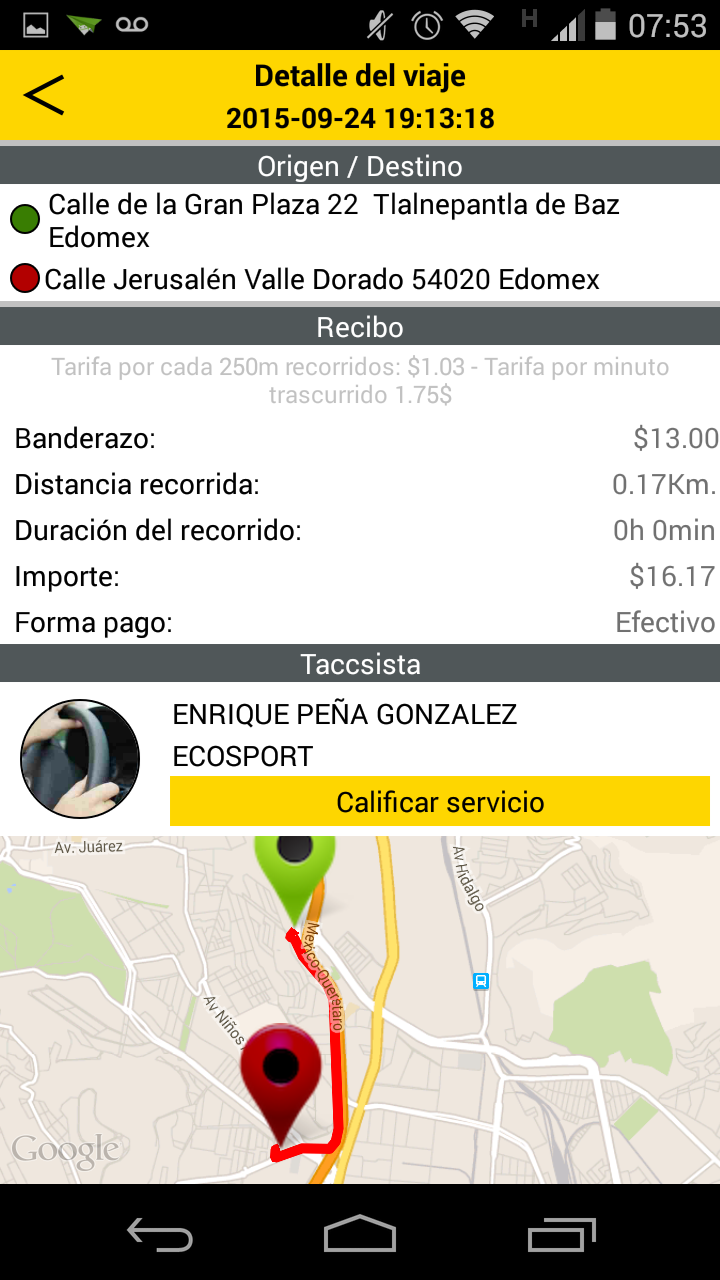 H 07:53
Detalle del viaje
2015-09-24 19:13:18
Origen / Destino
Calle de la Gran Plaza 22  Tlalnepantla de Baz
Edomex
Calle Jerusalén Valle Dorado 54020 Edomex
Recibo
Tarifa por cada 250m recorridos: $1.03 - Tarifa por minuto
trascurrido 1.75$
Banderazo: $13.00
Distancia recorrida: 0.17Km.
Duración del recorrido: 0h 0min
Importe: $16.17
Forma pago: Efectivo
Taccsista
ENRIQUE PEÑA GONZALEZ
ECOSPORT
Calificar servicio
Av. Juárez
Av Hidalgo
Mexico-Queretaro
Av Niños
Google